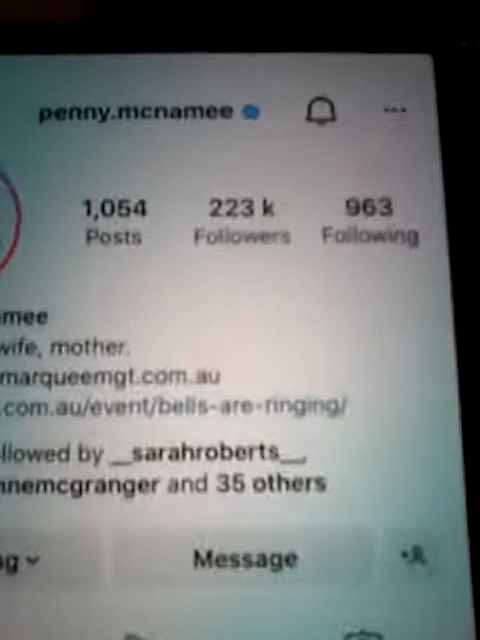 penny.mcnamee
1,054 223 k 963
Posts Followers Following
mee
wife, mother.
marqueemgt.com.au
.com.au/event/bells-are-ringing/
llowed by __sarahroberts__,
nnemcgranger and 35 others
g Message